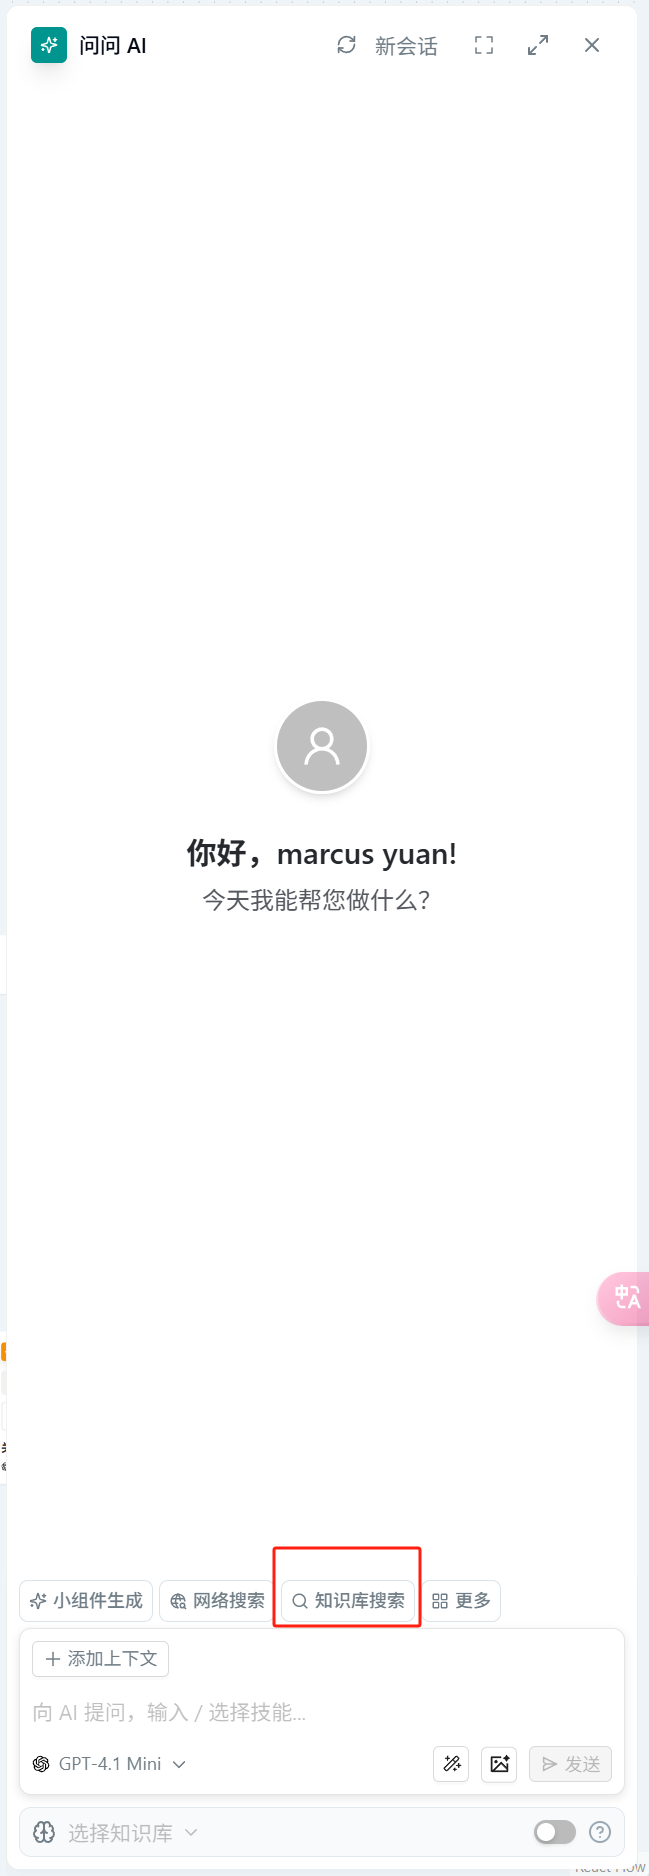 问问 AI
新会话
你好，marcus yuan!
今天我能帮您做什么？
小组件生成
网络搜索
知识库搜索
更多
添加上下文
向 AI 提问，输入 / 选择技能...
GPT-4.1 Mini
发送
选择知识库